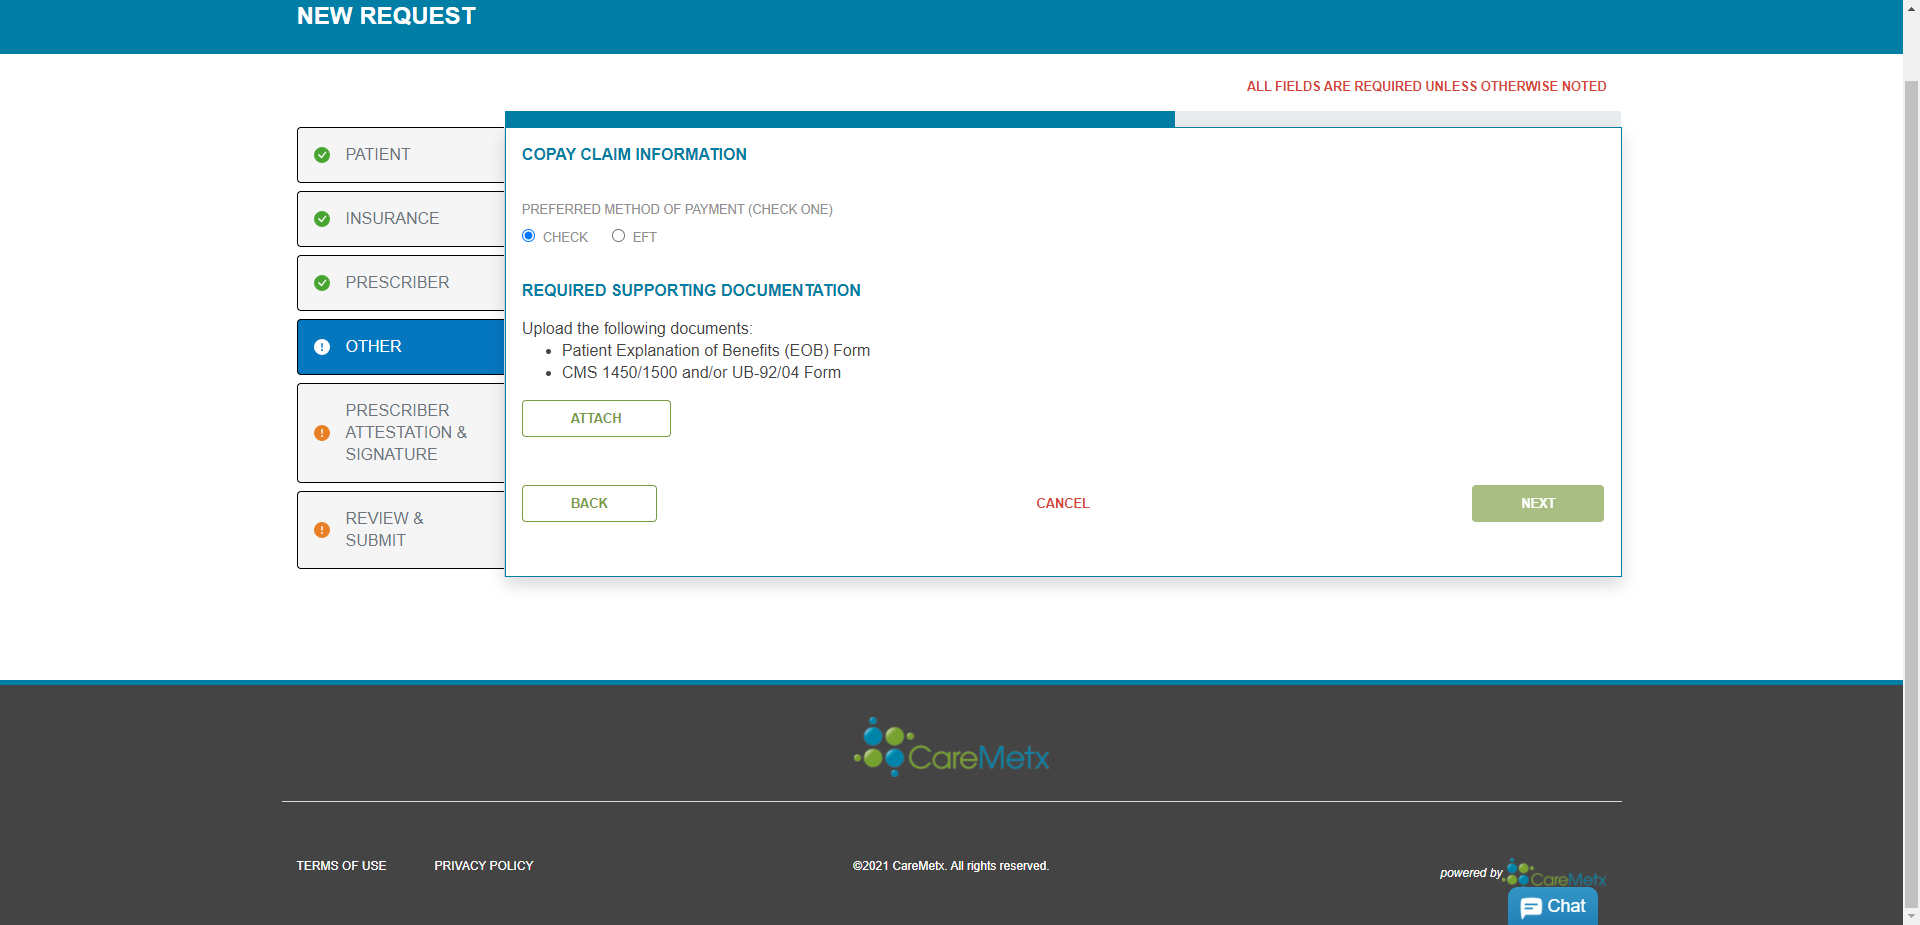 NEW REQUEST
ALL FIELDS ARE REQUIRED UNLESS OTHERWISE NOTED
PATIENT
INSURANCE
PRESCRIBER
OTHER
PRESCRIBER
ATTESTATION &
SIGNATURE
REVIEW &
SUBMIT
COPAY CLAIM INFORMATION
PREFERRED METHOD OF PAYMENT (CHECK ONE)
CHECK EFT
REQUIRED SUPPORTING DOCUMENTATION
Upload the following documents:
• Patient Explanation of Benefits (EOB) Form
• CMS 1450/1500 and/or UB-92/04 Form
ATTACH
BACK CANCEL NEXT
CareMetx
TERMS OF USE PRIVACY POLICY ©2021 CareMetx. All rights reserved. powered by CareMetx
Chat